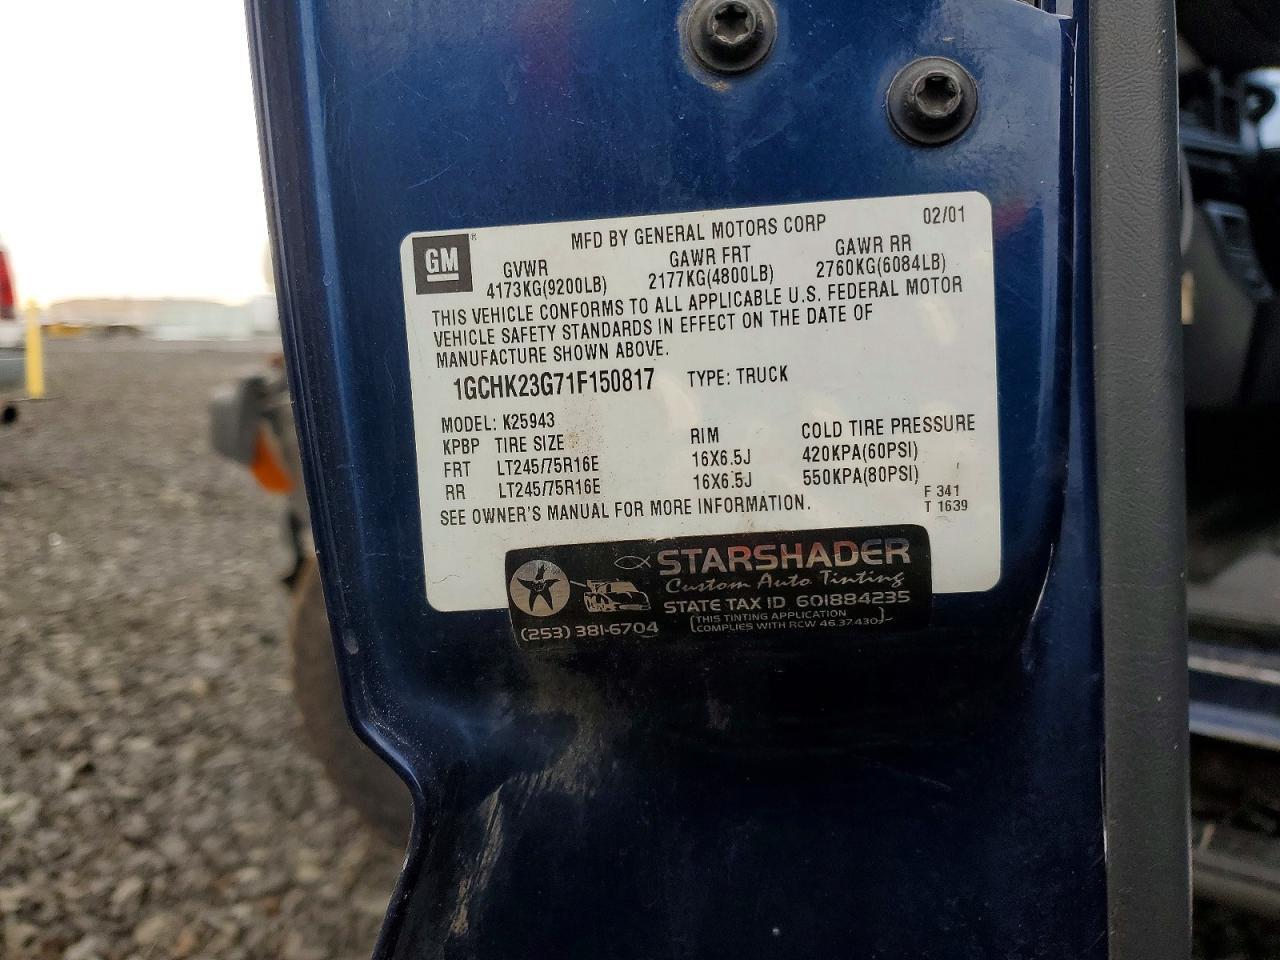 GM
MFD BY GENERAL MOTORS CORP 02/01
GVWR GAWR FRT GAWR RR
4173KG(9200LB) 2177KG(4800LB) 2760KG(6084LB)
THIS VEHICLE CONFORMS TO ALL APPLICABLE U.S. FEDERAL MOTOR
VEHICLE SAFETY STANDARDS IN EFFECT ON THE DATE OF
MANUFACTURE SHOWN ABOVE.
1GCHK23G71F150817 TYPE: TRUCK
MODEL: K25943
KPBP TIRE SIZE RIM COLD TIRE PRESSURE
FRT LT245/75R16E 16X6.5J 420KPA(60PSI)
RR LT245/75R16E 16X6.5J 550KPA(80PSI)
SEE OWNER'S MANUAL FOR MORE INFORMATION.
F 341
T 1639
STARSHADER
Custom Auto Tinting
STATE TAX ID 601884235
(253) 381-6704
(THIS TINTING APPLICATION
COMPLIES WITH RCW 46.37.430)